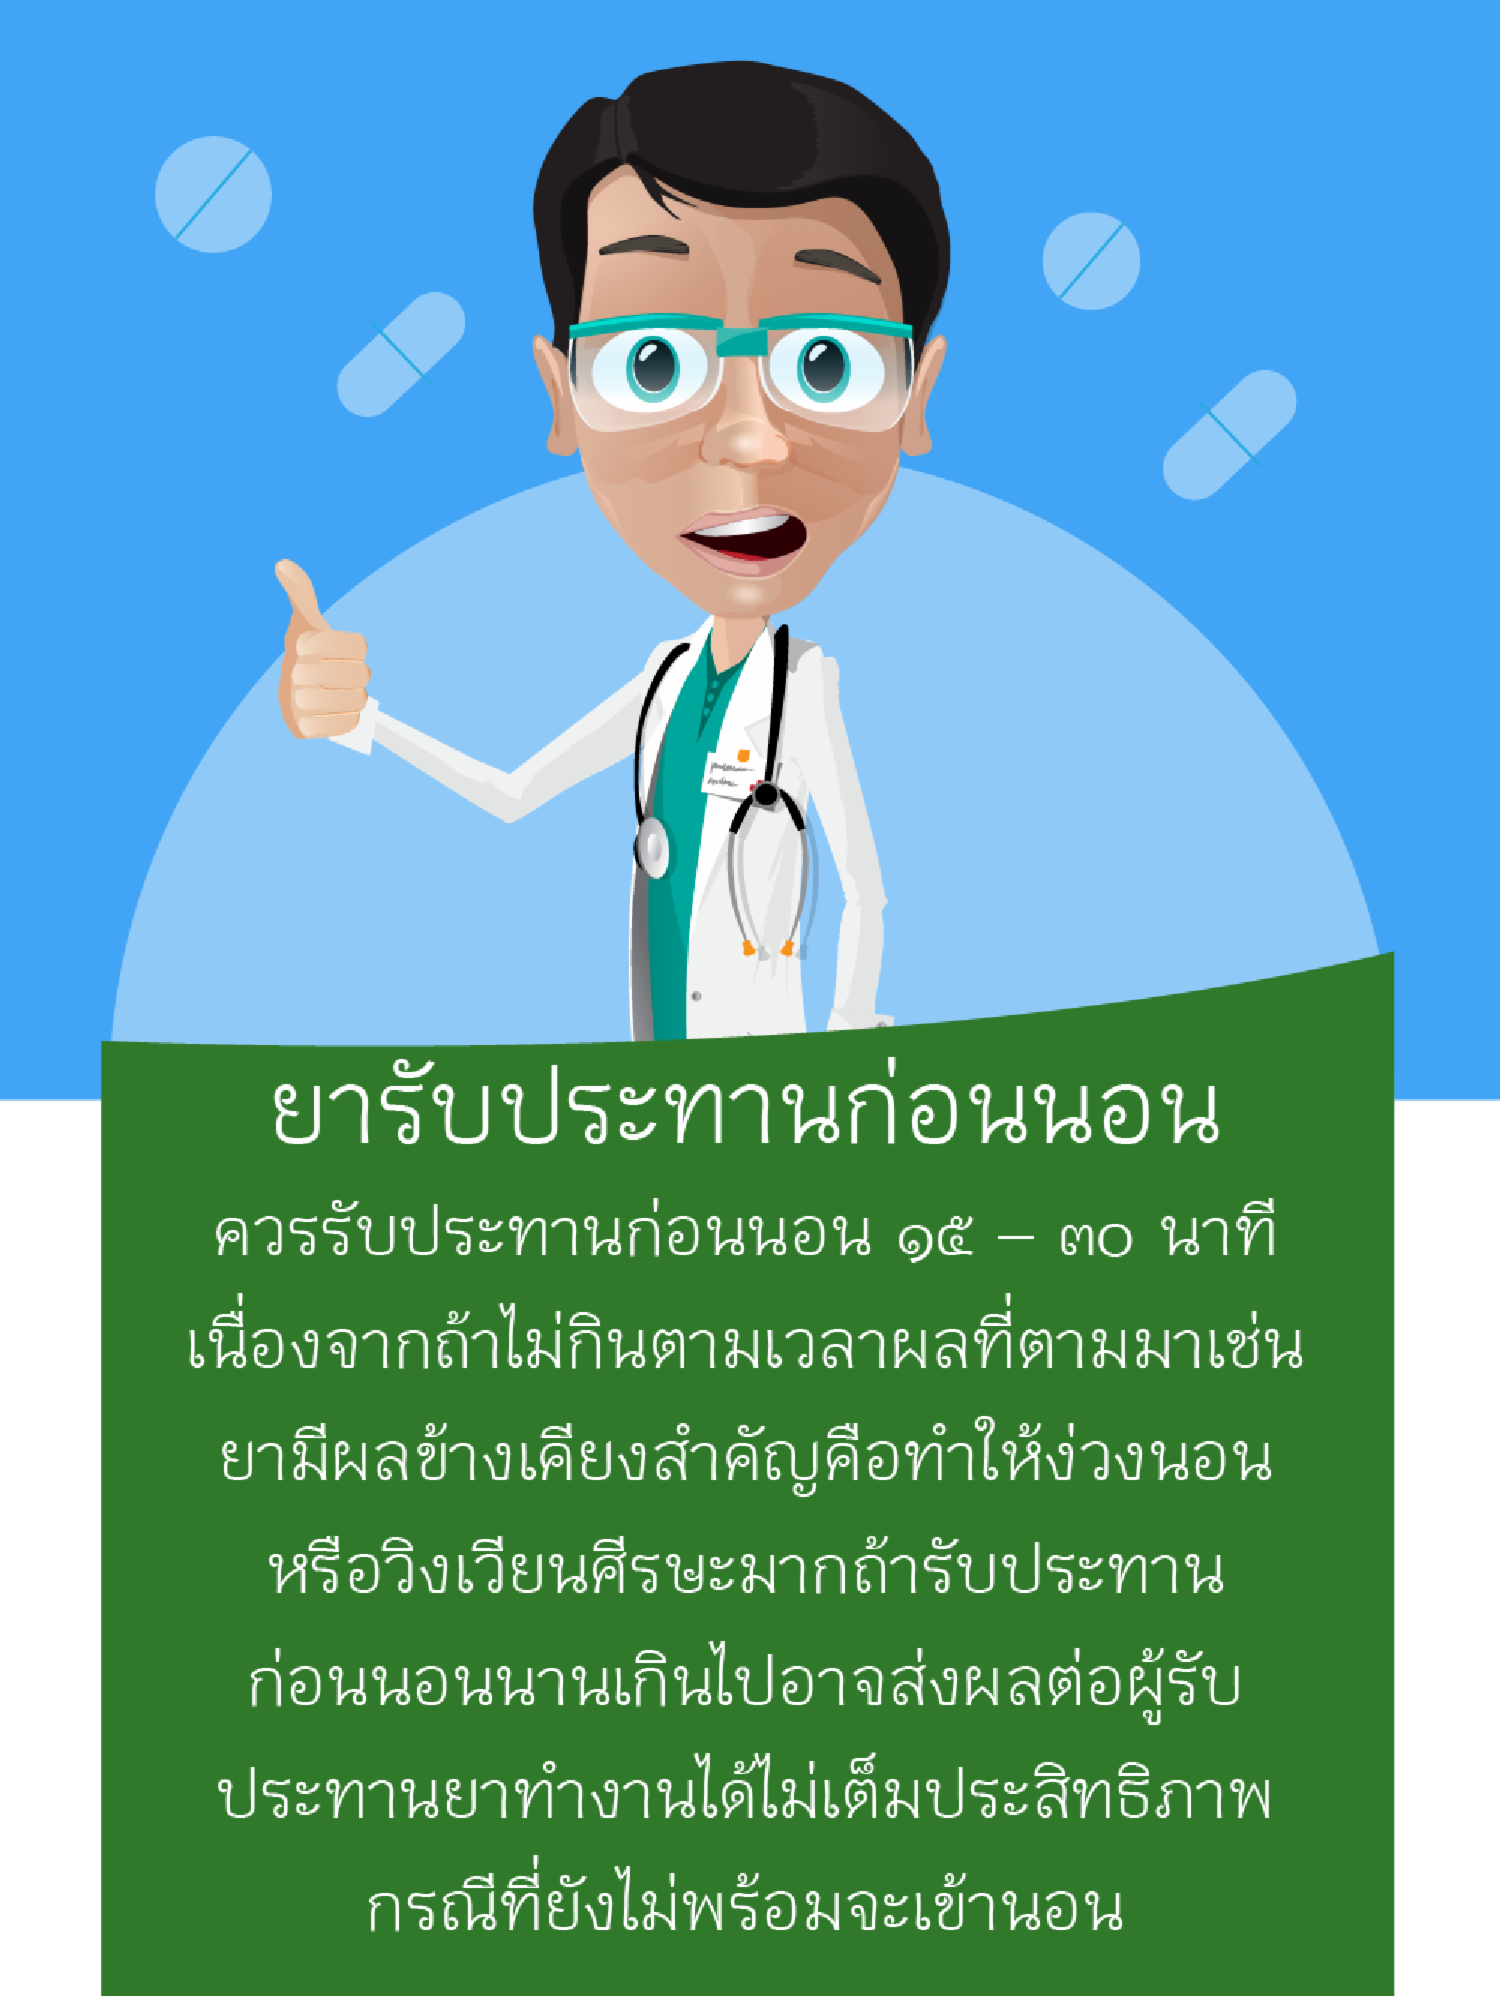 ยารับประทานก่อนนอน
ควรรับประทานก่อนนอน ๑๕ – ๓๐ นาที
เนื่องจากถ้าไม่กินตามเวลาผลที่ตามมาเช่น
ยามีผลข้างเคียงสำคัญคือทำให้ง่วงนอน
หรือวิงเวียนศีรษะมากถ้ารับประทาน
ก่อนนอนนานเกินไปอาจส่งผลต่อผู้รับ
ประทานยาทำงานได้ไม่เต็มประสิทธิภาพ
กรณีที่ยังไม่พร้อมจะเข้านอน